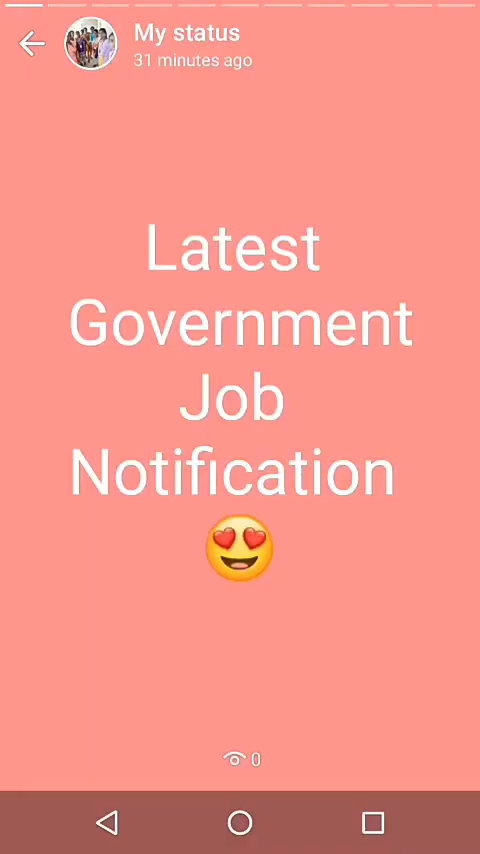 My status
31 minutes ago
Latest
Government
Job
Notification
😍
0